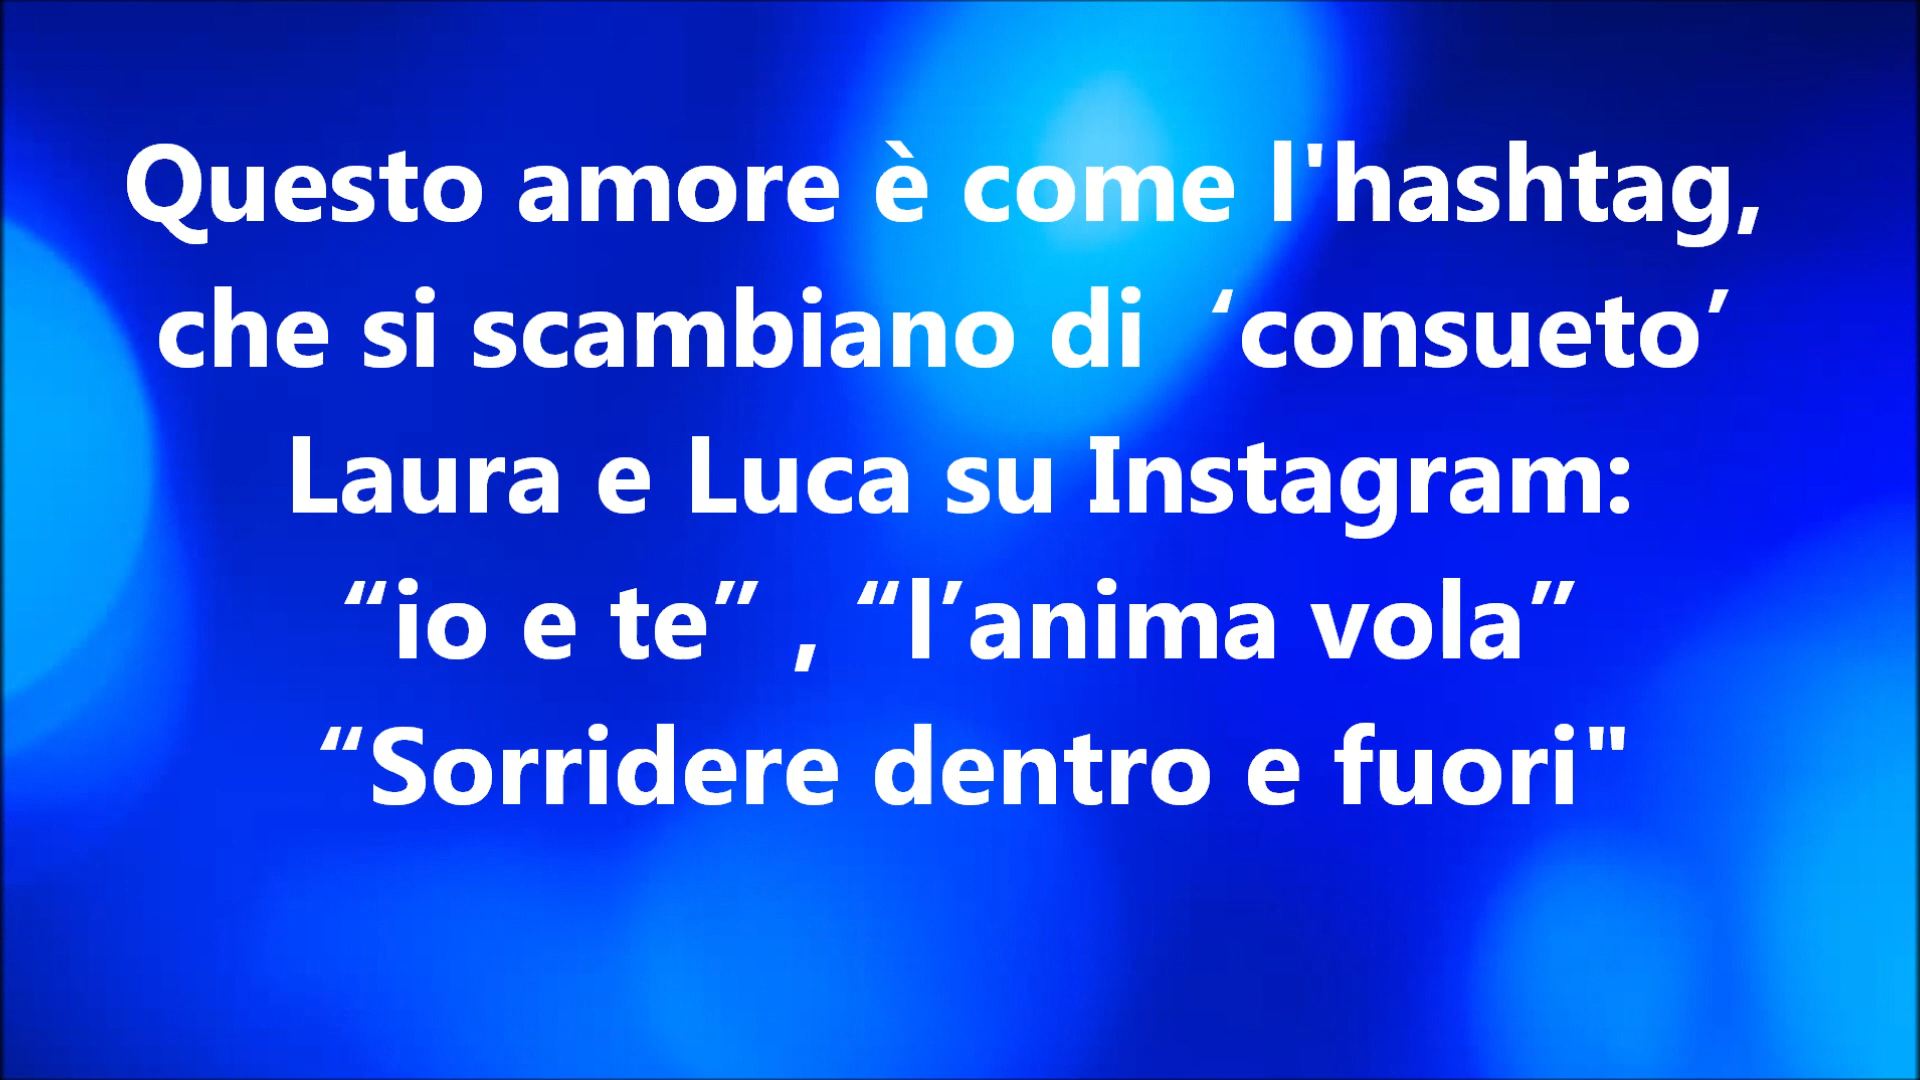 Questo amore è come l'hashtag,
che si scambiano di  ‘consueto’
Laura e Luca su Instagram:
“io e te” , “l’anima vola”
“Sorridere dentro e fuori"